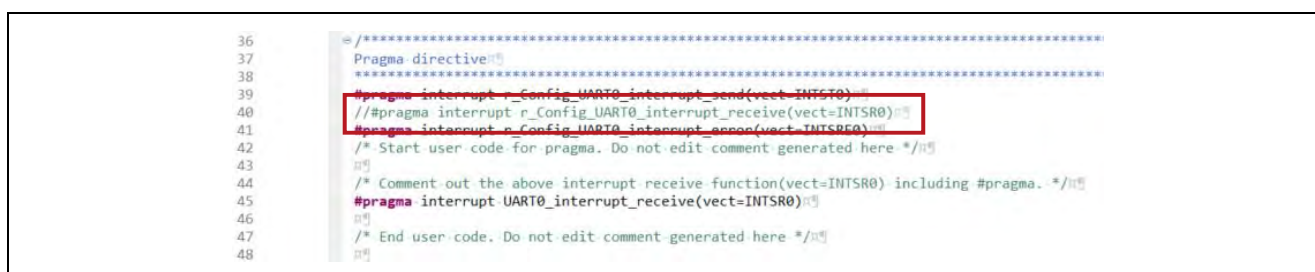 36 /************************************************************************************************
37 Pragma directive
38 ************************************************************************************************
39 #pragma interrupt r_Config_UART0_interrupt_send(vect=INTST0)
40 //#pragma interrupt r_Config_UART0_interrupt_receive(vect=INTSR0)
41 #pragma interrupt r_Config_UART0_interrupt_error(vect=INTSRE0)
42 /* Start user code for pragma. Do not edit comment generated here */
43
44 /* Comment out the above interrupt receive function(vect=INTSR0) including #pragma. */
45 #pragma interrupt UART0_interrupt_receive(vect=INTSR0)
46
47 /* End user code. Do not edit comment generated here */
48